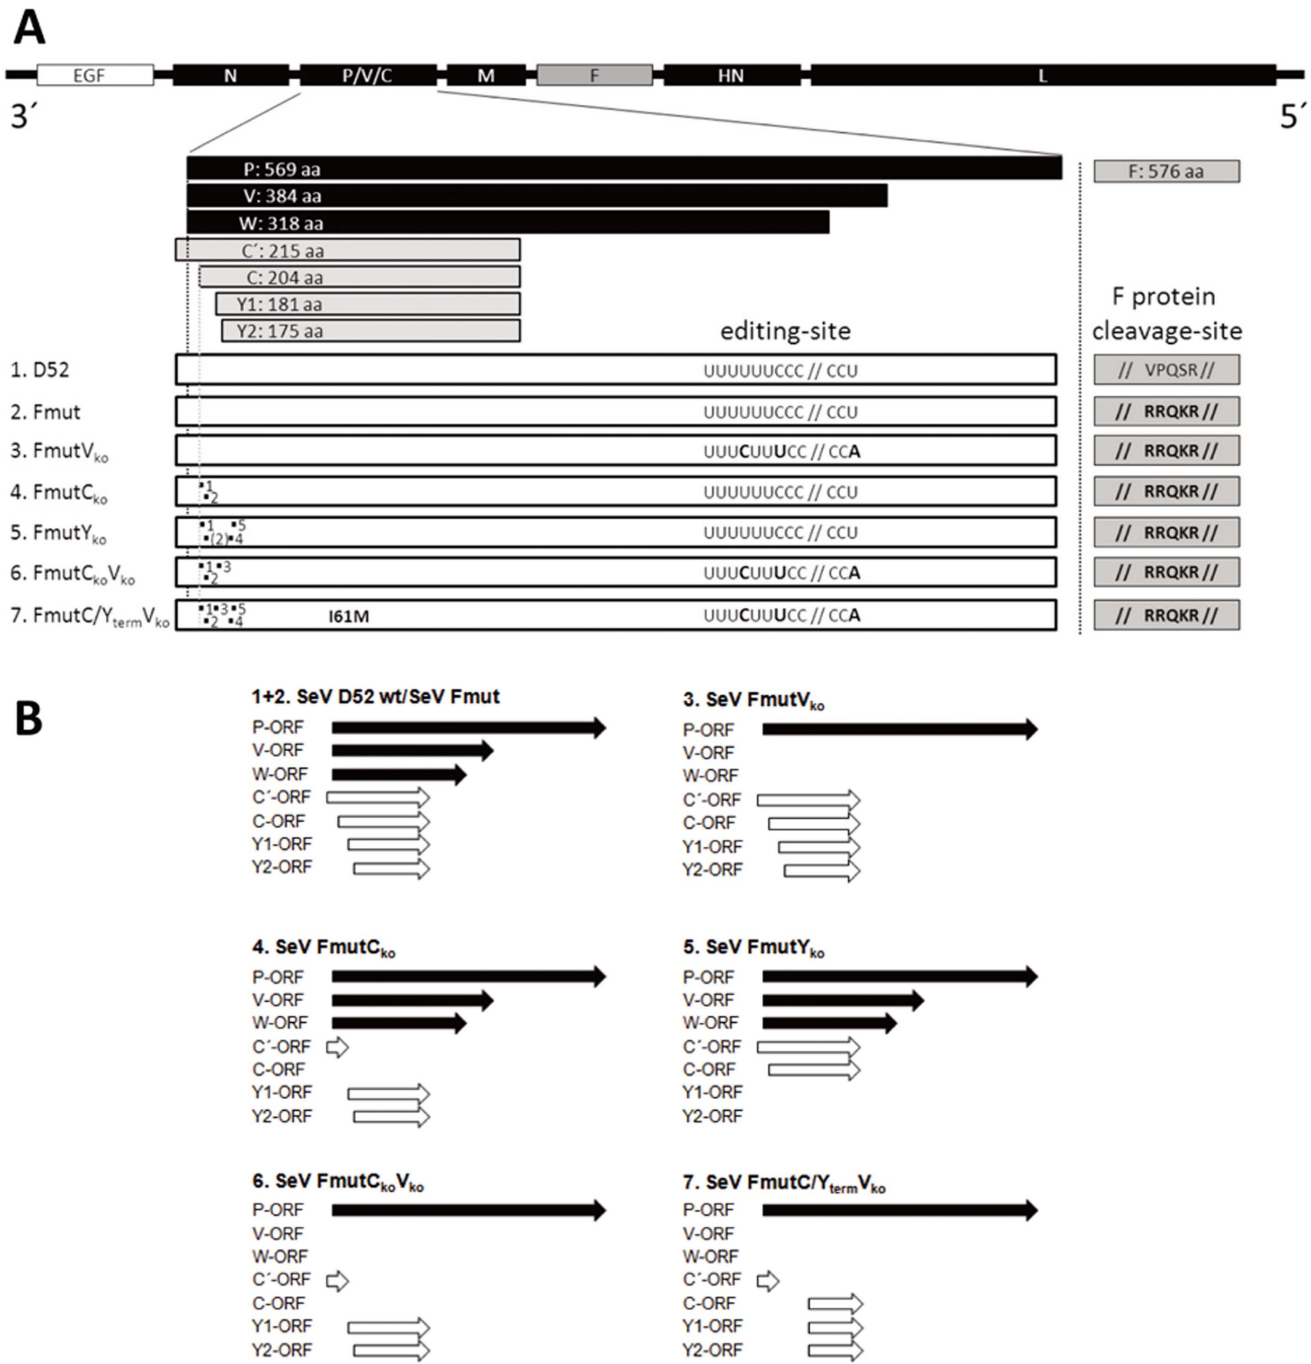 A
EGF N P/V/C M F HN L
3´ 5´
P: 569 aa F: 576 aa
V: 384 aa
W: 318 aa
C´: 215 aa
C: 204 aa
Y1: 181 aa
Y2: 175 aa
editing-site
F protein
cleavage-site
1. D52 UUUUUUCCC // CCU // VPQSR //
2. Fmut UUUUUUCCC // CCU // RRQKR //
3. FmutVko UUUCUUUCC // CCA // RRQKR //
4. FmutCko 1 2 UUUUUUCCC // CCU // RRQKR //
5. FmutYko 1 5 (2) 4 UUUUUUCCC // CCU // RRQKR //
6. FmutCkoVko 1 3 2 UUUCUUUCC // CCA // RRQKR //
7. FmutC/YtermVko 1 3 5 2 4 I61M UUUCUUUCC // CCA // RRQKR //
B
1+2. SeV D52 wt/SeV Fmut
P-ORF
V-ORF
W-ORF
C´-ORF
C-ORF
Y1-ORF
Y2-ORF
3. SeV FmutVko
P-ORF
V-ORF
W-ORF
C´-ORF
C-ORF
Y1-ORF
Y2-ORF
4. SeV FmutCko
P-ORF
V-ORF
W-ORF
C´-ORF
C-ORF
Y1-ORF
Y2-ORF
5. SeV FmutYko
P-ORF
V-ORF
W-ORF
C´-ORF
C-ORF
Y1-ORF
Y2-ORF
6. SeV FmutCkoVko
P-ORF
V-ORF
W-ORF
C´-ORF
C-ORF
Y1-ORF
Y2-ORF
7. SeV FmutC/YtermVko
P-ORF
V-ORF
W-ORF
C´-ORF
C-ORF
Y1-ORF
Y2-ORF